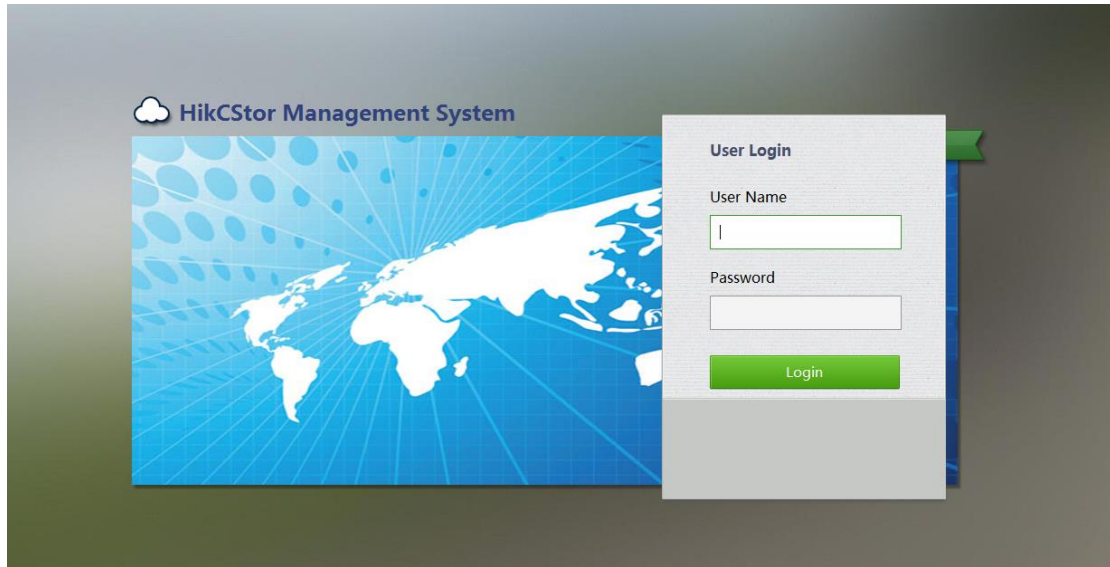 HikCStor Management System
User Login
User Name
Password
Login